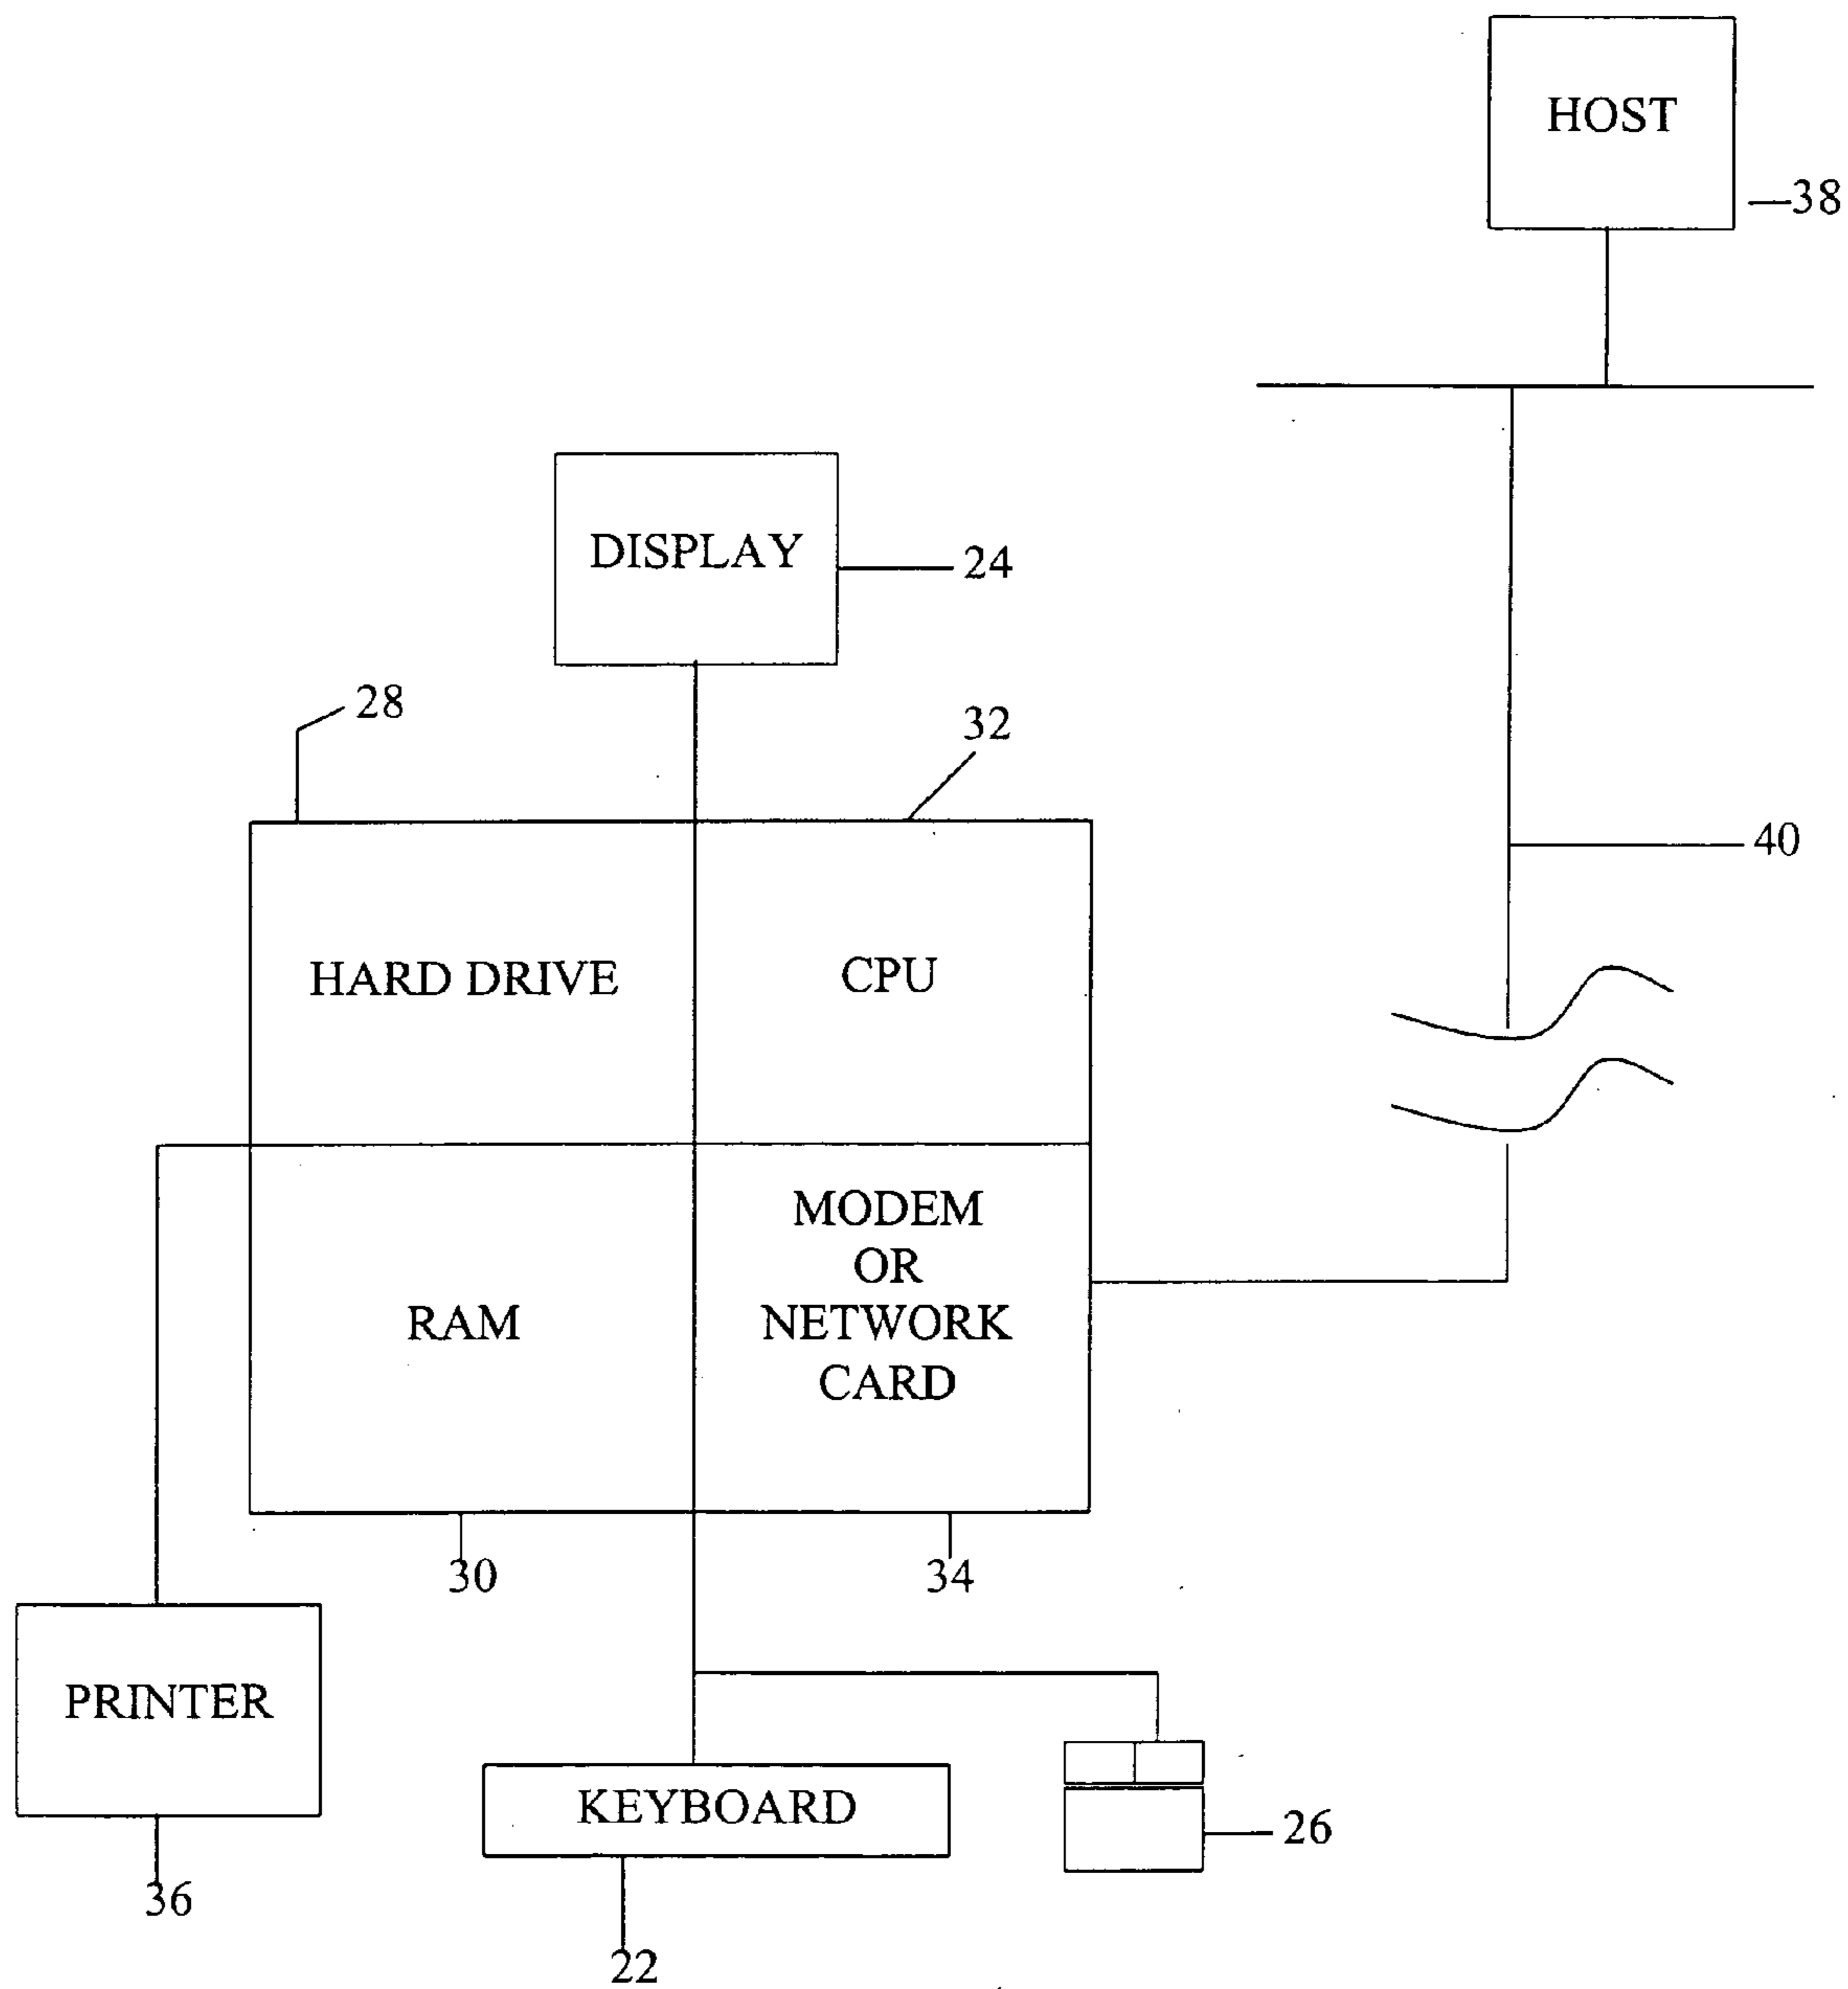 HOST
38
DISPLAY
24
28
32
40
HARD DRIVE
CPU
MODEM
OR
NETWORK
CARD
RAM
30
34
PRINTER
KEYBOARD
26
36
22